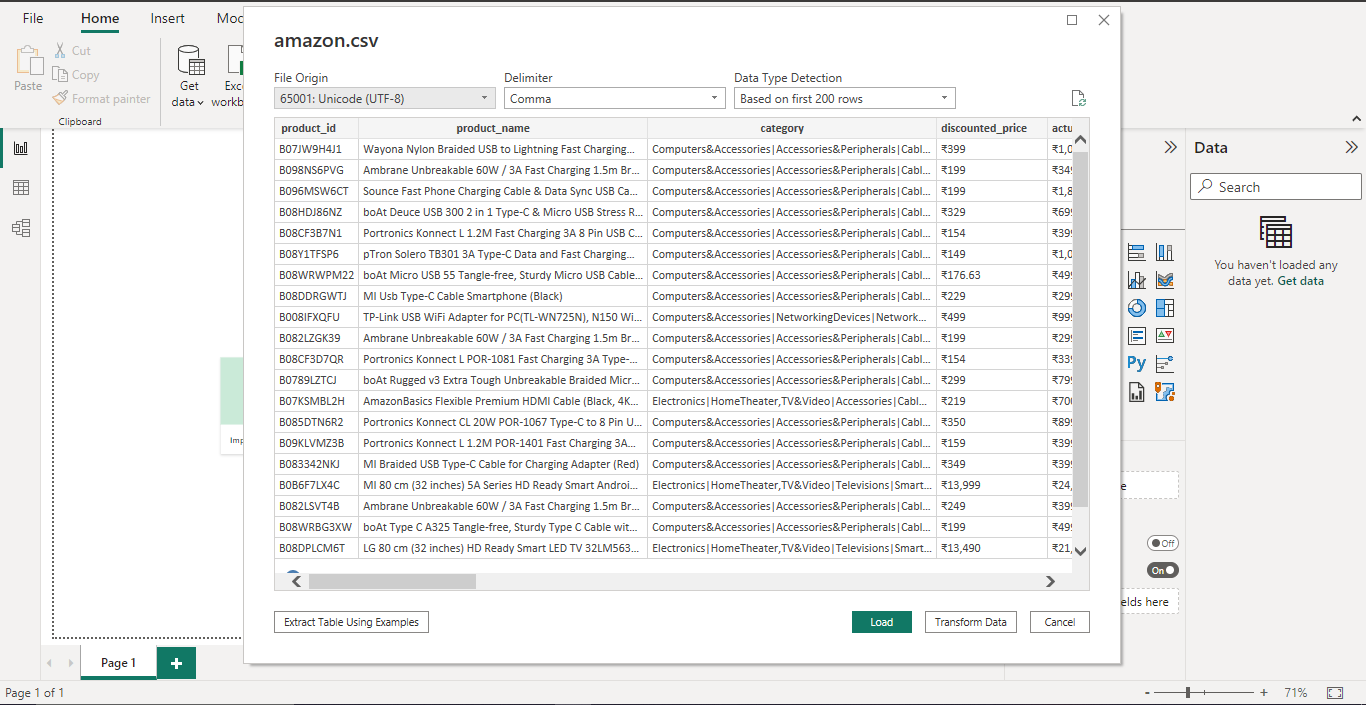 File Home Insert Mod
amazon.csv
File Origin Delimiter Data Type Detection
65001: Unicode (UTF-8) Comma Based on first 200 rows
Paste
Cut
Copy
Format painter
Clipboard
Get
data
Exc
workb
product_id product_name category discounted_price actu
B07JW9H4J1 Wayona Nylon Braided USB to Lightning Fast Charging... Computers&Accessories|Accessories&Peripherals|Cabl... ₹399 ₹1,0
B098NS6PVG Ambrane Unbreakable 60W / 3A Fast Charging 1.5m Br... Computers&Accessories|Accessories&Peripherals|Cabl... ₹199 ₹349
B096MSW6CT Sounce Fast Phone Charging Cable & Data Sync USB Ca... Computers&Accessories|Accessories&Peripherals|Cabl... ₹199 ₹1,8
B08HDJ86NZ boAt Deuce USB 300 2 in 1 Type-C & Micro USB Stress R... Computers&Accessories|Accessories&Peripherals|Cabl... ₹329 ₹699
B08CF3B7N1 Portronics Konnect L 1.2M Fast Charging 3A 8 Pin USB C... Computers&Accessories|Accessories&Peripherals|Cabl... ₹154 ₹399
B08Y1TFSP6 pTron Solero TB301 3A Type-C Data and Fast Charging... Computers&Accessories|Accessories&Peripherals|Cabl... ₹149 ₹1,0
B08WRWPM22 boAt Micro USB 55 Tangle-free, Sturdy Micro USB Cable... Computers&Accessories|Accessories&Peripherals|Cabl... ₹176.63 ₹499
B08DDRGWTJ MI Usb Type-C Cable Smartphone (Black) Computers&Accessories|Accessories&Peripherals|Cabl... ₹229 ₹299
B008IFXQFU TP-Link USB WiFi Adapter for PC(TL-WN725N), N150 Wi... Computers&Accessories|NetworkingDevices|Network... ₹499 ₹999
B082LZGK39 Ambrane Unbreakable 60W / 3A Fast Charging 1.5m Br... Computers&Accessories|Accessories&Peripherals|Cabl... ₹199 ₹299
B08CF3D7QR Portronics Konnect L POR-1081 Fast Charging 3A Type-... Computers&Accessories|Accessories&Peripherals|Cabl... ₹154 ₹339
B0789LZTCJ boAt Rugged v3 Extra Tough Unbreakable Braided Micr... Computers&Accessories|Accessories&Peripherals|Cabl... ₹299 ₹799
B07KSMBL2H AmazonBasics Flexible Premium HDMI Cable (Black, 4K... Electronics|HomeTheater,TV&Video|Accessories|Cabl... ₹219 ₹700
B085DTN6R2 Portronics Konnect CL 20W POR-1067 Type-C to 8 Pin U... Computers&Accessories|Accessories&Peripherals|Cabl... ₹350 ₹899
B09KLVMZ3B Portronics Konnect L 1.2M POR-1401 Fast Charging 3A... Computers&Accessories|Accessories&Peripherals|Cabl... ₹159 ₹399
B083342NKJ MI Braided USB Type-C Cable for Charging Adapter (Red) Computers&Accessories|Accessories&Peripherals|Cabl... ₹349 ₹399
B0B6F7LX4C MI 80 cm (32 inches) 5A Series HD Ready Smart Androi... Electronics|HomeTheater,TV&Video|Televisions|Smart... ₹13,999 ₹24,
B082LSVT4B Ambrane Unbreakable 60W / 3A Fast Charging 1.5m Br... Computers&Accessories|Accessories&Peripherals|Cabl... ₹249 ₹399
B08WRBG3XW boAt Type C A325 Tangle-free, Sturdy Type C Cable wit... Computers&Accessories|Accessories&Peripherals|Cabl... ₹199 ₹499
B08DPLCM6T LG 80 cm (32 inches) HD Ready Smart LED TV 32LM563... Electronics|HomeTheater,TV&Video|Televisions|Smart... ₹13,490 ₹21,
Extract Table Using Examples Load Transform Data Cancel
Imp
Data
Search
You haven't loaded any
data yet. Get data
Py
e
Off
On
elds here
Page 1 +
Page 1 of 1 - + 71%